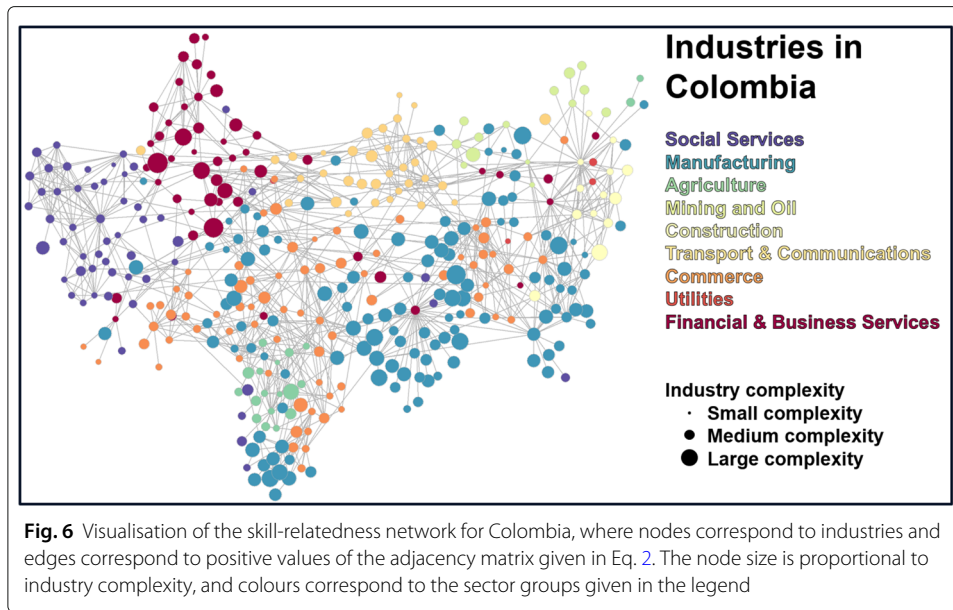 Industries in
Colombia
Social Services
Manufacturing
Agriculture
Mining and Oil
Construction
Transport & Communications
Commerce
Utilities
Financial & Business Services
Industry complexity
Small complexity
Medium complexity
Large complexity
Fig. 6 Visualisation of the skill-relatedness network for Colombia, where nodes correspond to industries and
edges correspond to positive values of the adjacency matrix given in Eq. 2. The node size is proportional to
industry complexity, and colours correspond to the sector groups given in the legend